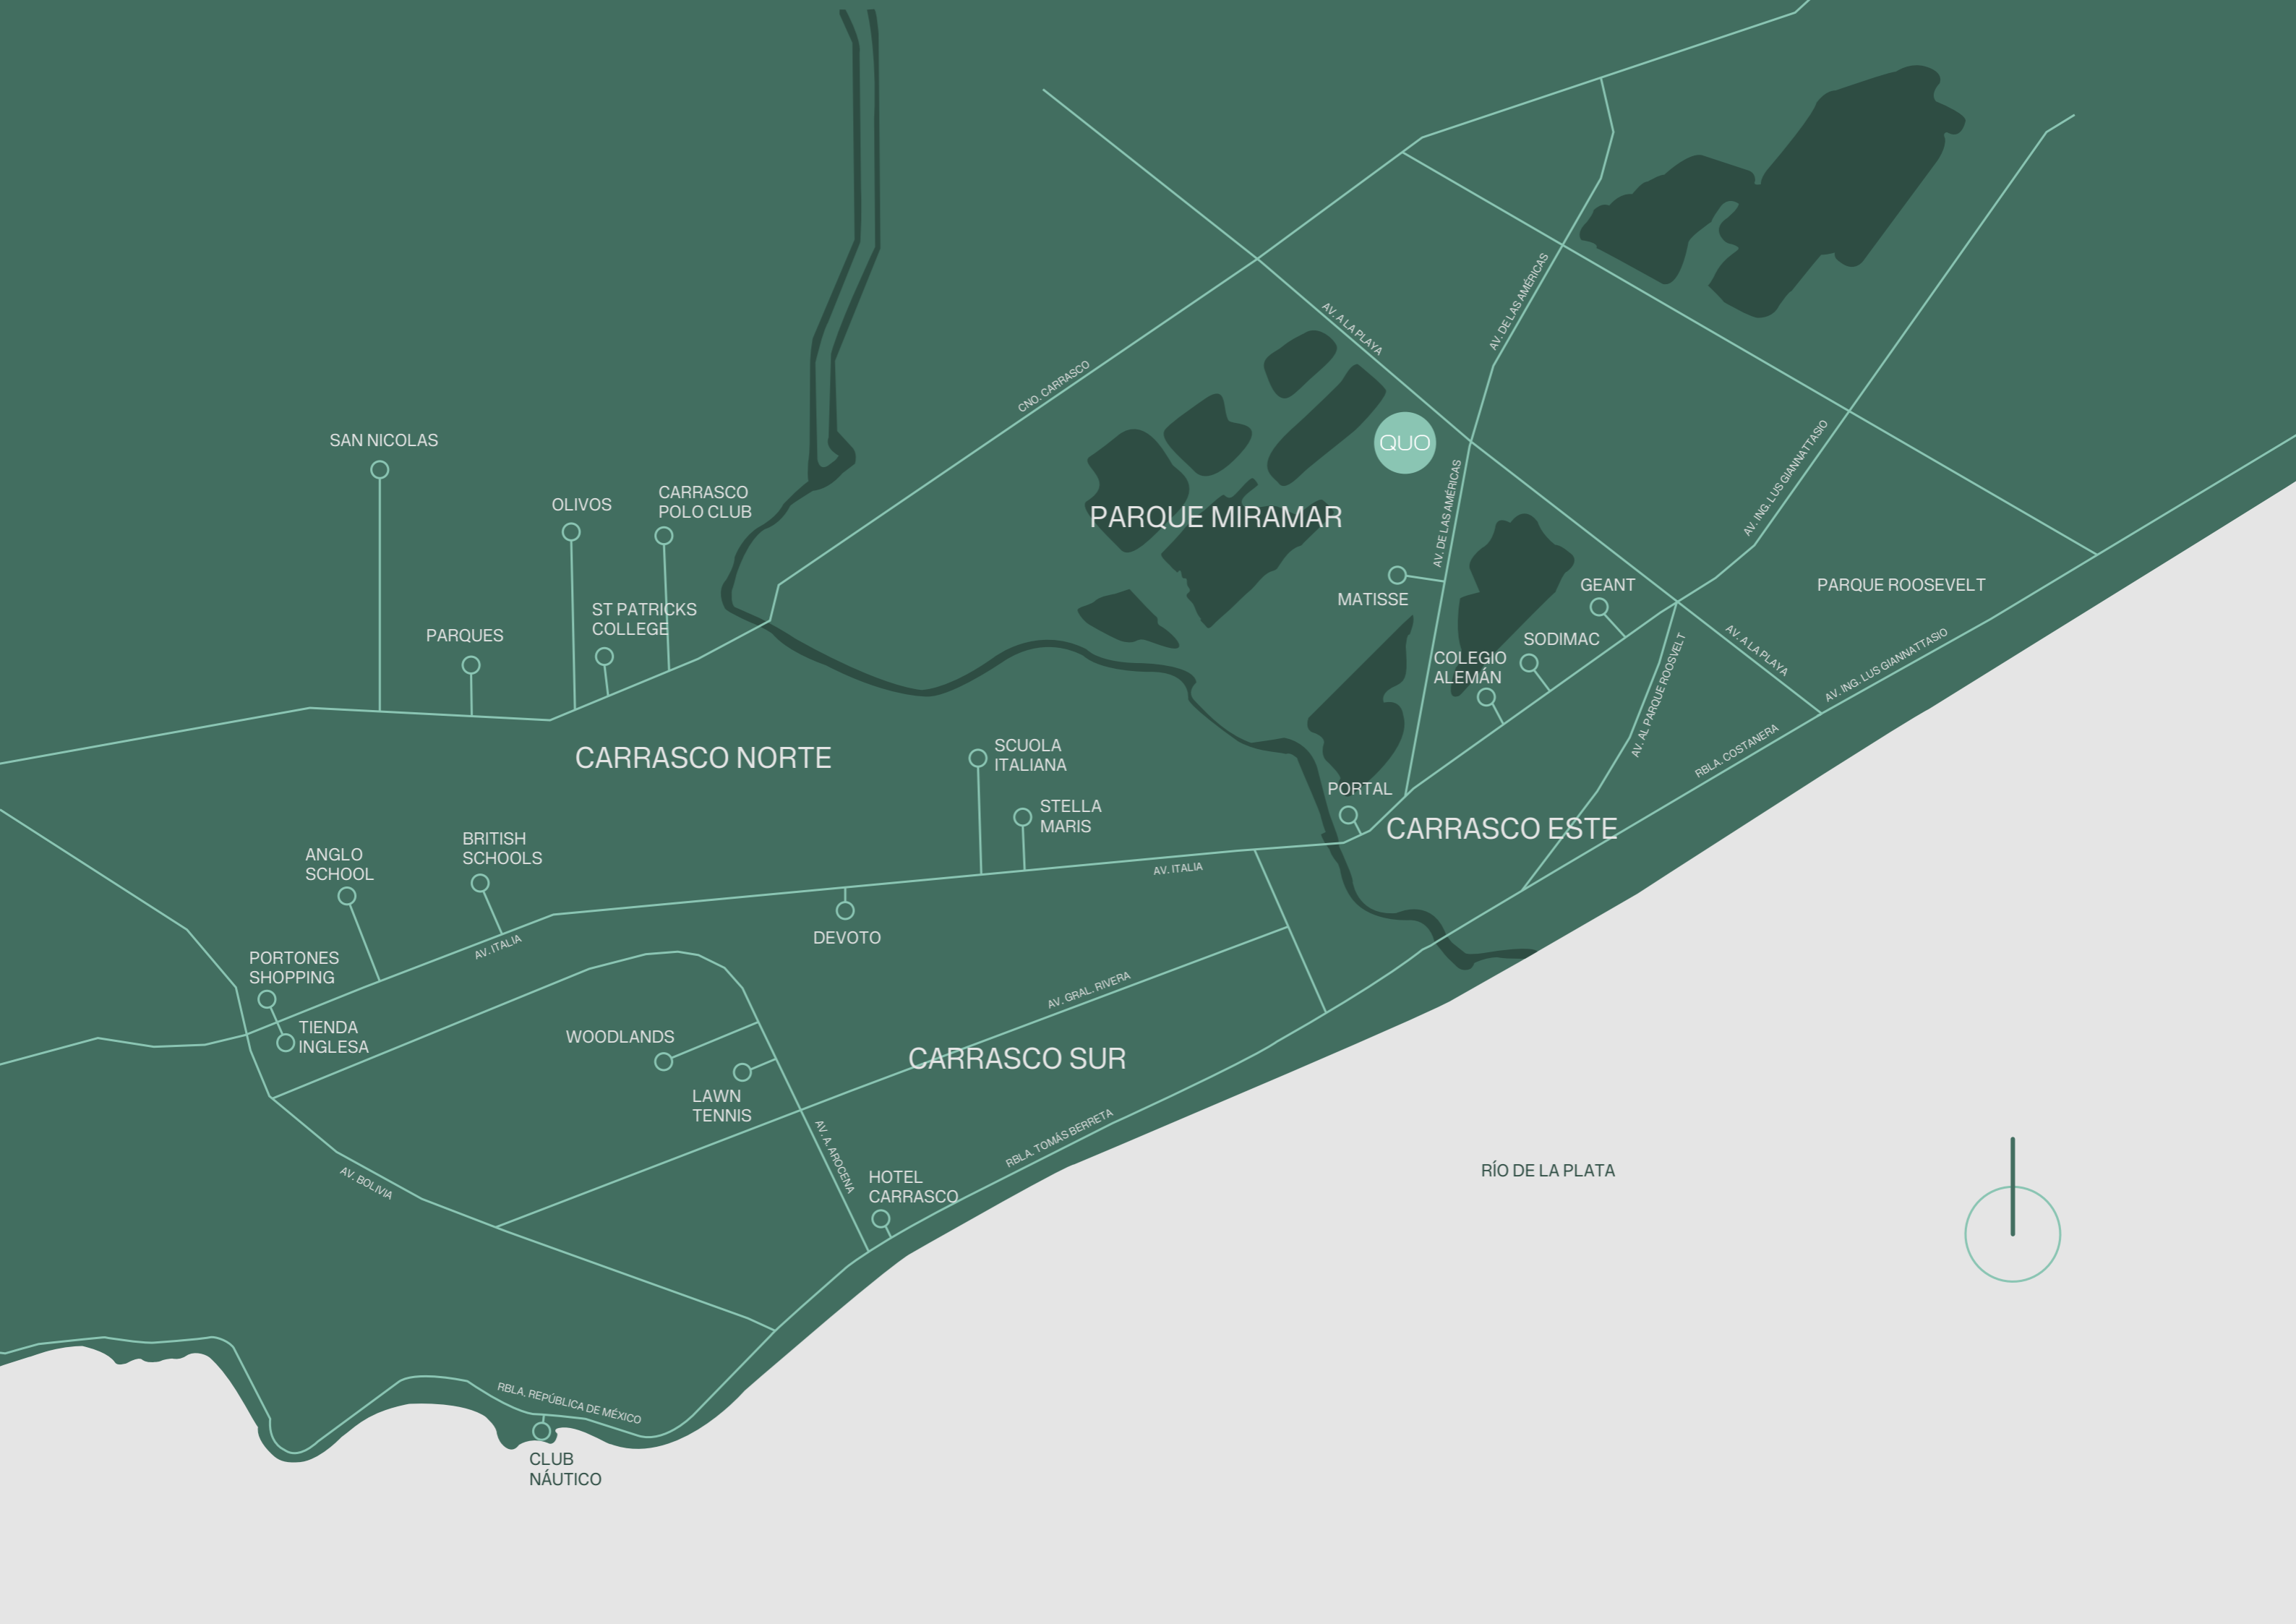 AV. A LA PLAYA
AV. DE LAS AMÉRICAS
CNO. CARRASCO
QUO
SAN NICOLAS
OLIVOS
CARRASCO
POLO CLUB
AV. ING. LUS GIANNATTASIO
PARQUE MIRAMAR
AV. DE LAS AMÉRICAS
MATISSE
GEANT
PARQUE ROOSEVELT
ST PATRICKS
COLLEGE
PARQUES
SODIMAC
COLEGIO
ALEMÁN
AV. A LA PLAYA
AV. ING. LUS GIANNATTASIO
AV. AL PARQUE ROOSVELT
RBLA. COSTANERA
CARRASCO NORTE
SCUOLA
ITALIANA
STELLA
MARIS
PORTAL
CARRASCO ESTE
BRITISH
SCHOOLS
ANGLO
SCHOOL
AV. ITALIA
DEVOTO
AV. ITALIA
PORTONES
SHOPPING
TIENDA
INGLESA
AV. GRAL. RIVERA
WOODLANDS
CARRASCO SUR
LAWN
TENNIS
RBLA. TOMÁS BERRETA
AV. A. AROCENA
AV. BOLIVIA
HOTEL
CARRASCO
RÍO DE LA PLATA
RBLA. REPÚBLICA DE MÉXICO
CLUB
NÁUTICO